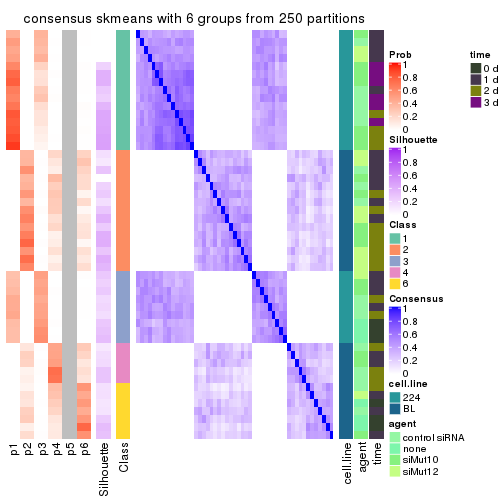 consensus skmeans with 6 groups from 250 partitions
Prob
1
0.8
0.6
0.4
0.2
0
time
0 d
1 d
2 d
3 d
Silhouette
1
0.8
0.6
0.4
0.2
0
Class
1
2
3
4
6
Consensus
1
0.8
0.6
0.4
0.2
0
cell.line
224
BL
agent
control siRNA
none
siMut10
siMut12
p1
p2
p3
p4
p5
p6
Silhouette
Class
cell.line
agent
time